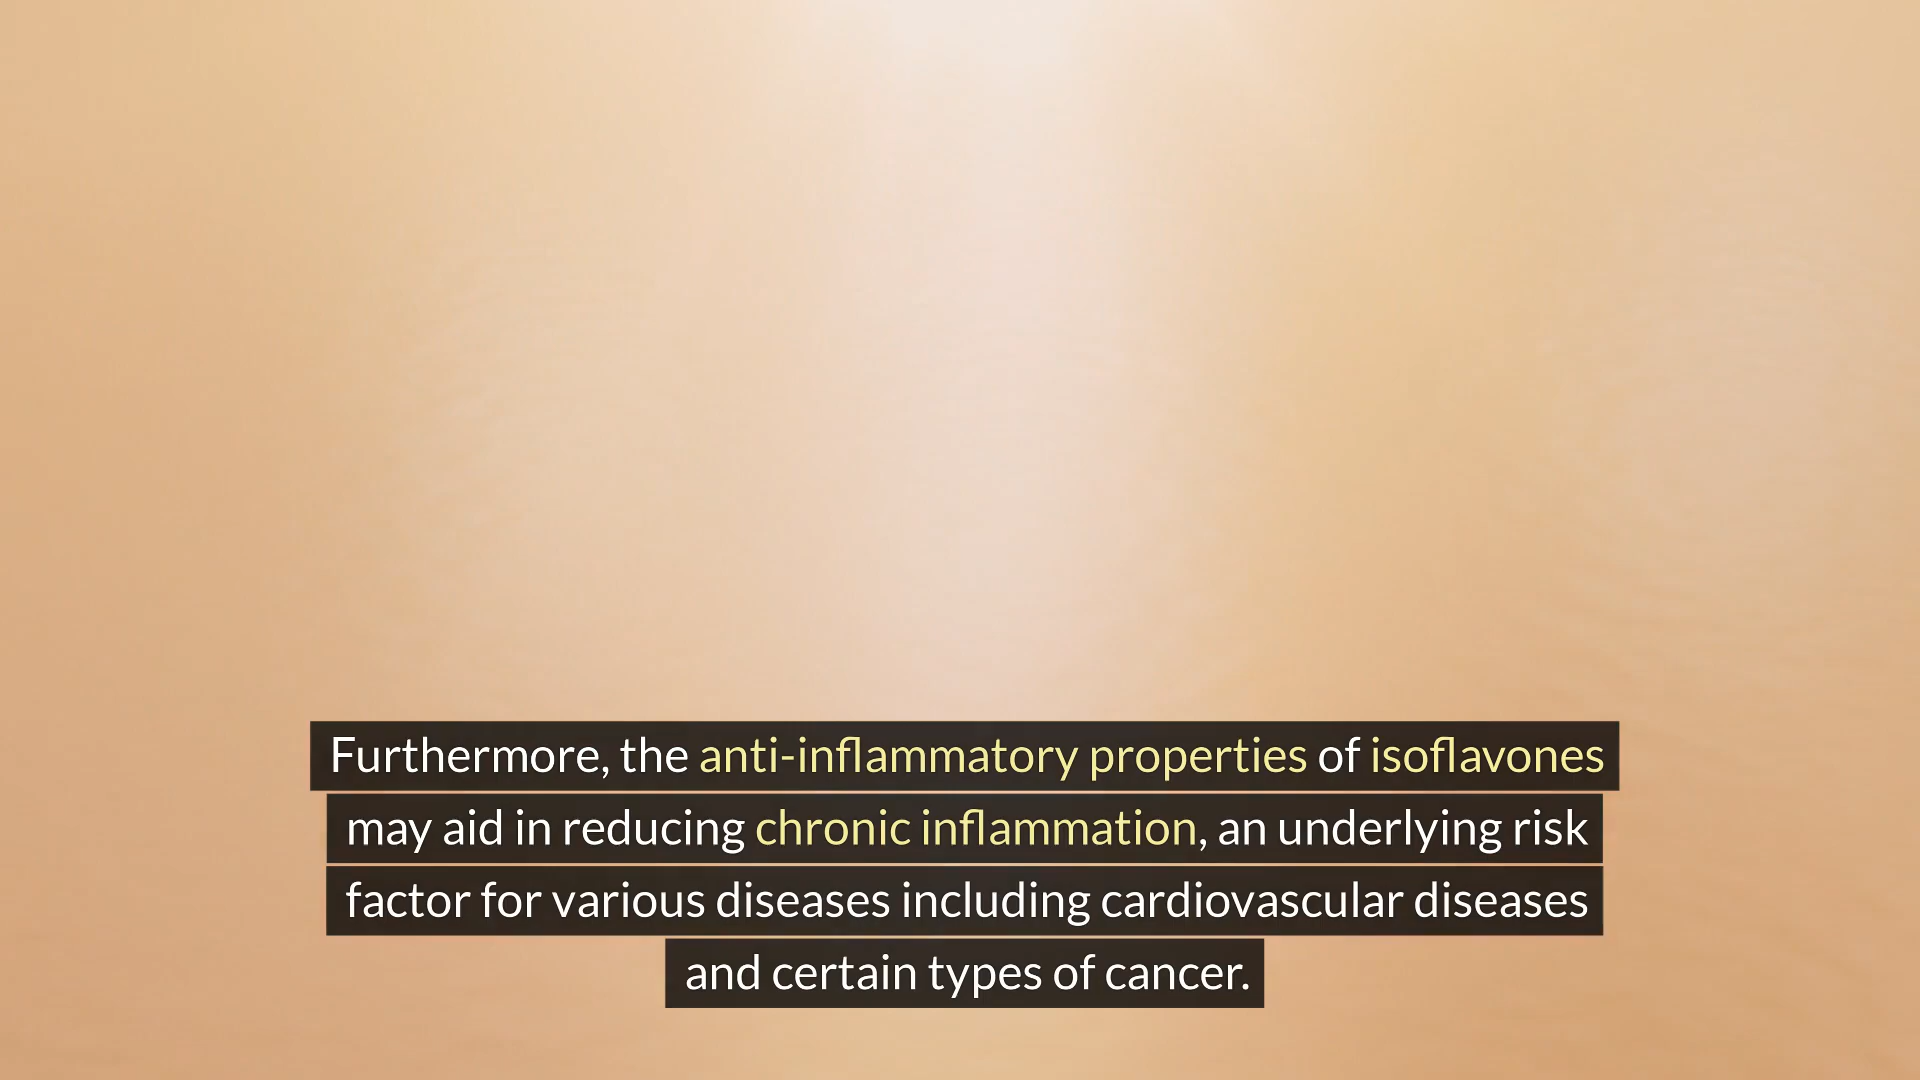 Furthermore, the anti-inflammatory properties of isoflavones
may aid in reducing chronic inflammation, an underlying risk
factor for various diseases including cardiovascular diseases
and certain types of cancer.